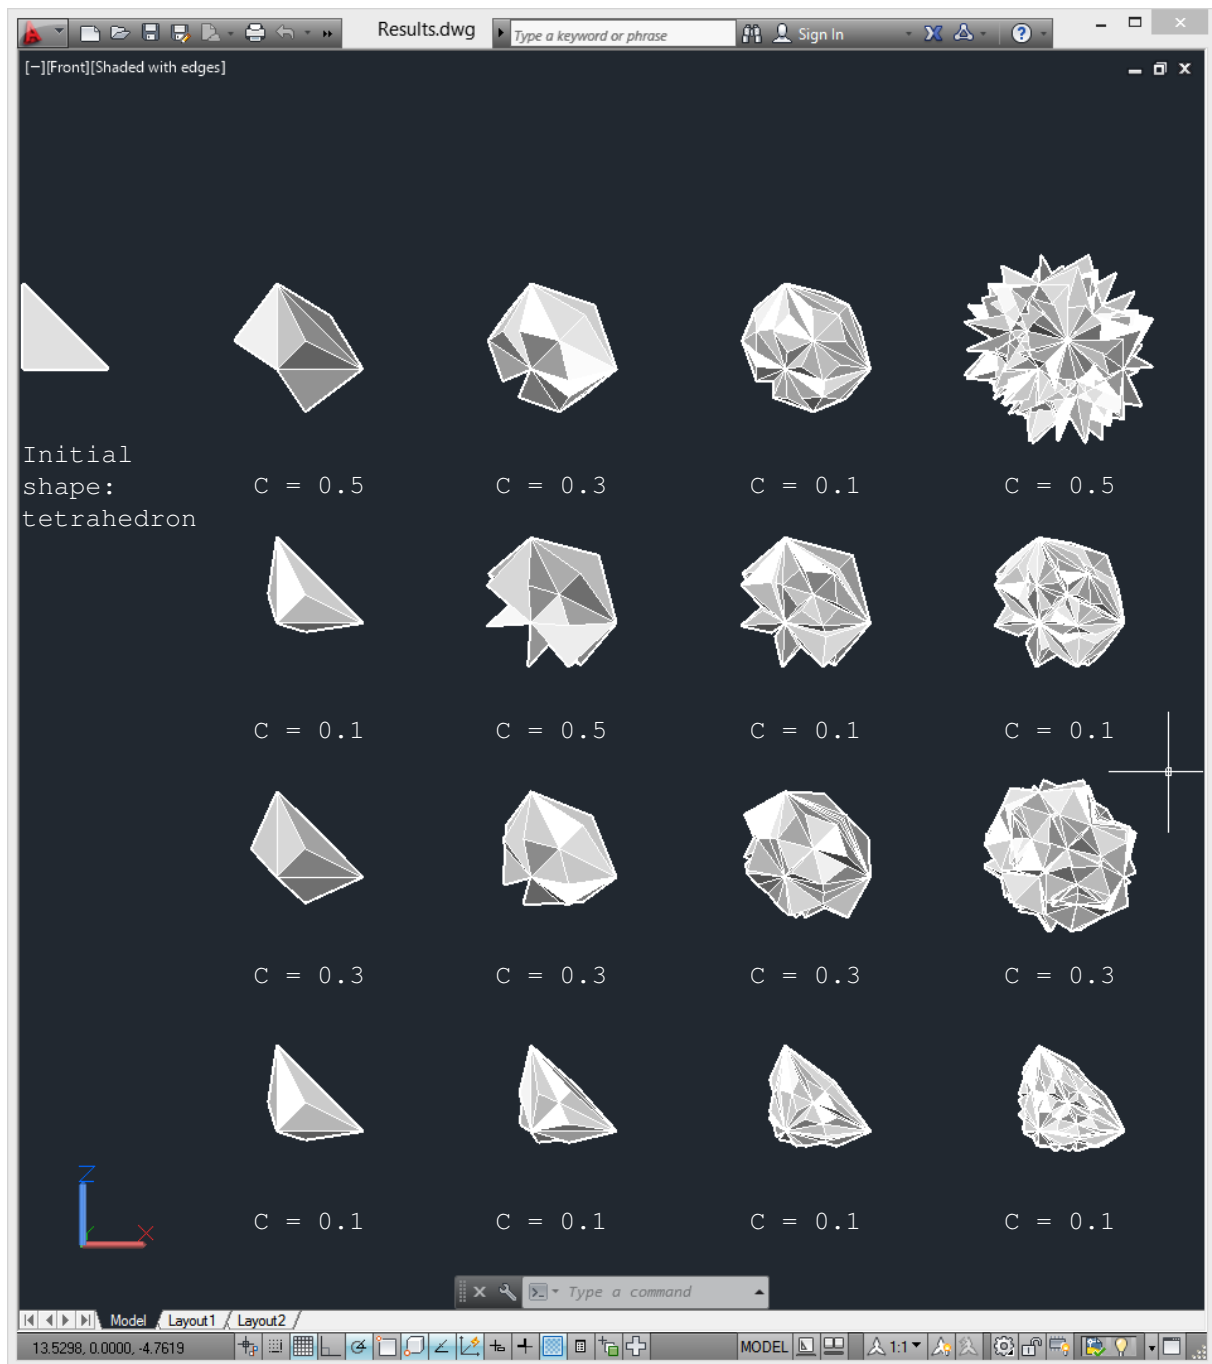 Results.dwg
Type a keyword or phrase
Sign In
[−][Front][Shaded with edges]
Initial
shape:
tetrahedron
C = 0.5
C = 0.3
C = 0.1
C = 0.5
C = 0.1
C = 0.5
C = 0.1
C = 0.1
C = 0.3
C = 0.3
C = 0.3
C = 0.3
C = 0.1
C = 0.1
C = 0.1
C = 0.1
Z
X
Type a command
Model
Layout1
Layout2
13.5298, 0.0000, -4.7619
MODEL
1:1